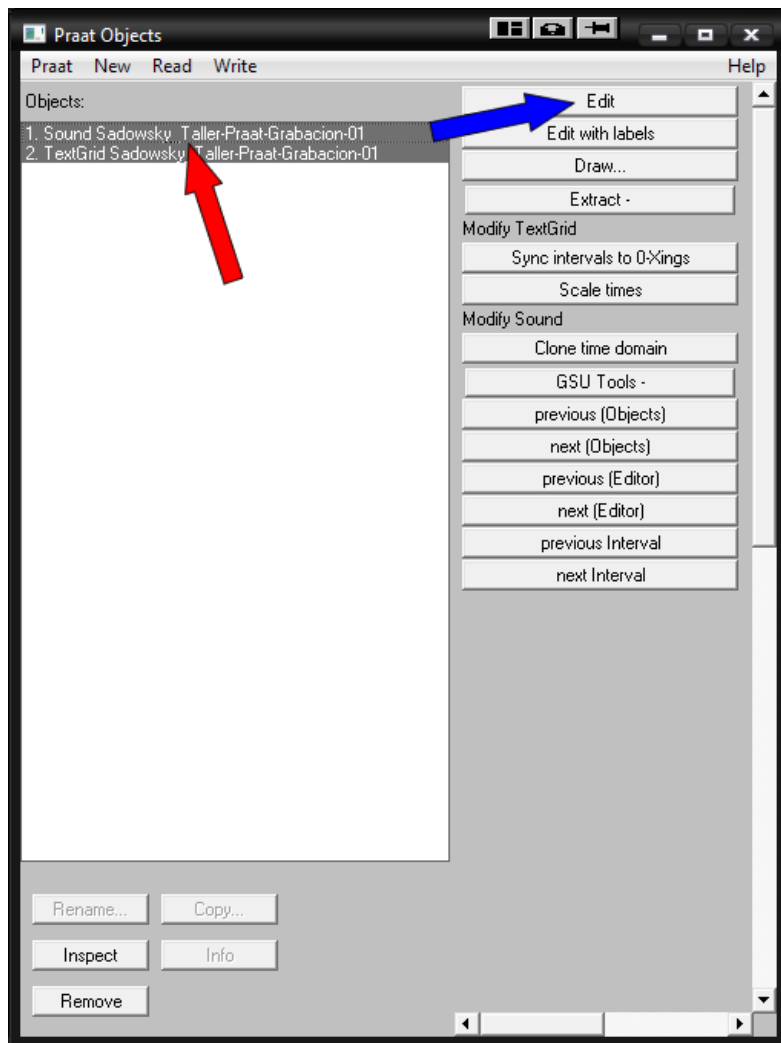 Praat Objects
Praat New Read Write Help
Objects:
1. Sound Sadowsky_Taller-Praat-Grabacion-01
2. TextGrid Sadowsky_Taller-Praat-Grabacion-01
Edit
Edit with labels
Draw...
Extract -
Modify TextGrid
Sync intervals to 0-Xings
Scale times
Modify Sound
Clone time domain
GSU Tools -
previous (Objects)
next (Objects)
previous (Editor)
next (Editor)
previous Interval
next Interval
Rename... Copy...
Inspect Info
Remove